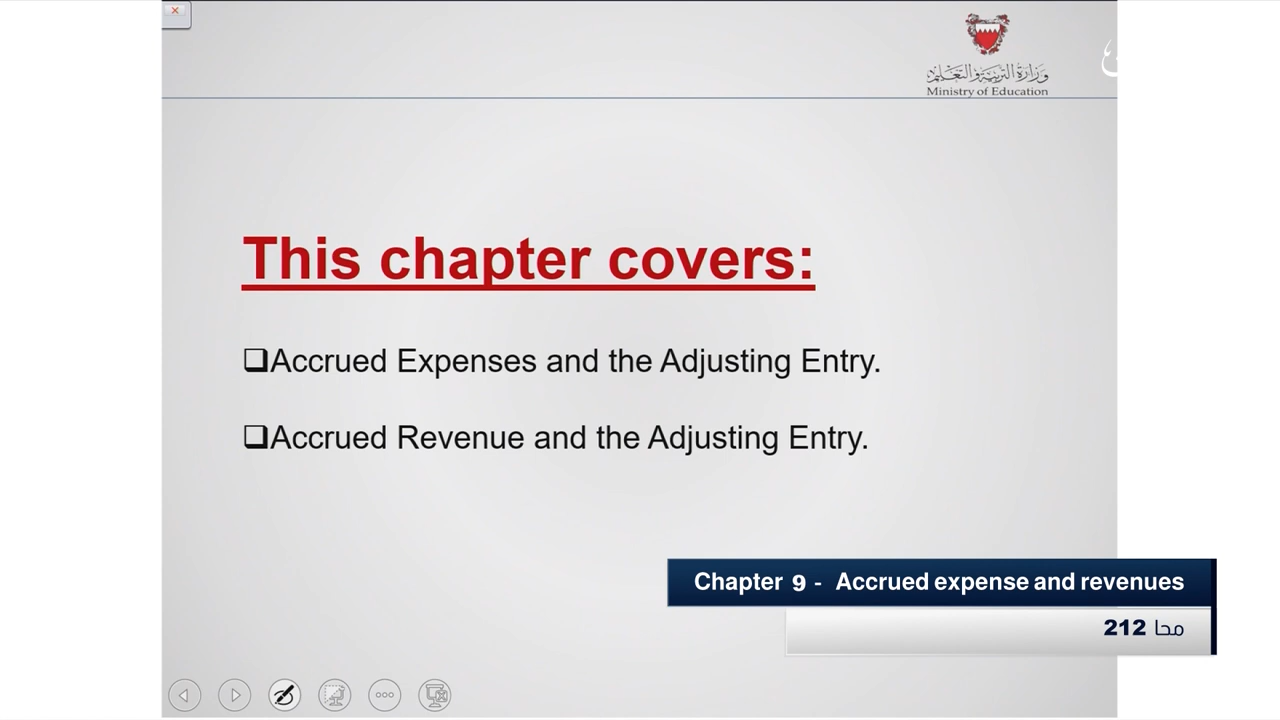 وزارة التربية والتعليم
Ministry of Education
This chapter covers:
❑Accrued Expenses and the Adjusting Entry.
❑Accrued Revenue and the Adjusting Entry.
Chapter 9 - Accrued expense and revenues
محا 212